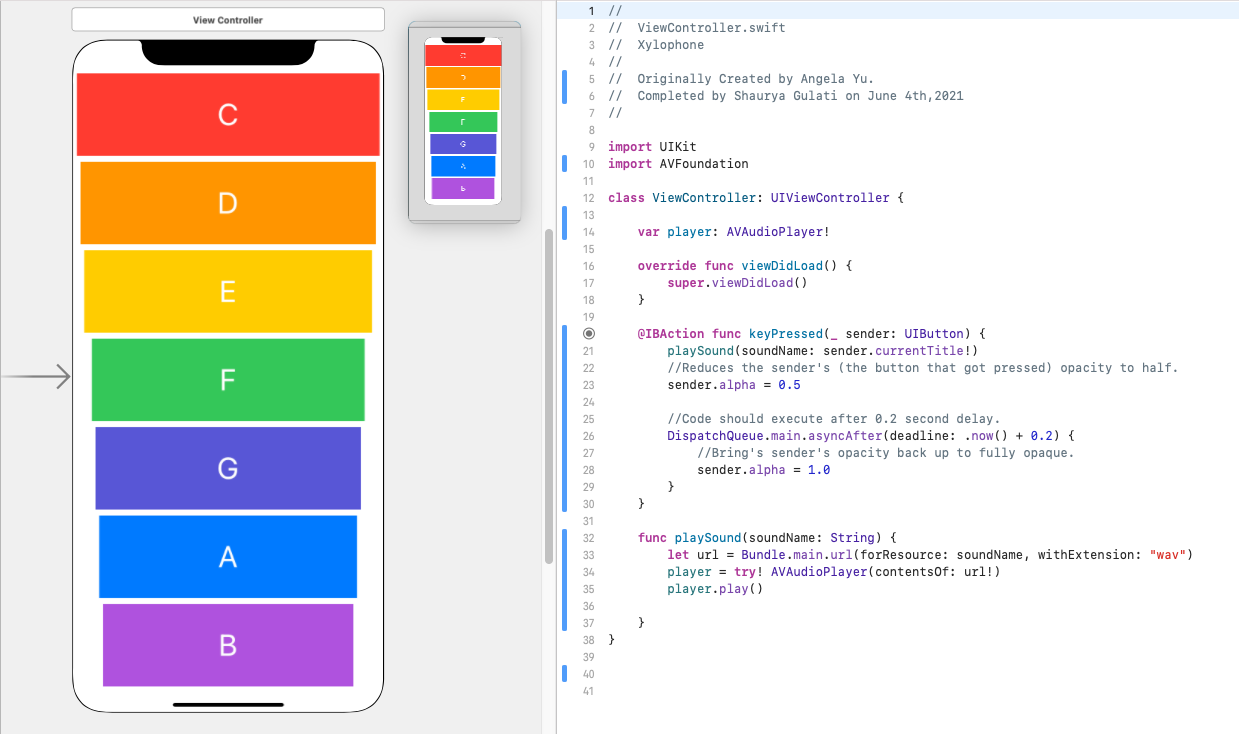 View Controller
C
D
E
F
G
A
B
C
D
E
F
G
A
B
1 //
2 //  ViewController.swift
3 //  Xylophone
4 //
5 //  Originally Created by Angela Yu.
6 //  Completed by Shaurya Gulati on June 4th,2021
7 //
8
9 import UIKit
10 import AVFoundation
11
12 class ViewController: UIViewController {
13
14     var player: AVAudioPlayer!
15
16     override func viewDidLoad() {
17         super.viewDidLoad()
18     }
19
    @IBAction func keyPressed(_ sender: UIButton) {
21         playSound(soundName: sender.currentTitle!)
22         //Reduces the sender's (the button that got pressed) opacity to half.
23         sender.alpha = 0.5
24
25         //Code should execute after 0.2 second delay.
26         DispatchQueue.main.asyncAfter(deadline: .now() + 0.2) {
27             //Bring's sender's opacity back up to fully opaque.
28             sender.alpha = 1.0
29         }
30     }
31
32     func playSound(soundName: String) {
33         let url = Bundle.main.url(forResource: soundName, withExtension: "wav")
34         player = try! AVAudioPlayer(contentsOf: url!)
35         player.play()
36
37     }
38 }
39
40
41